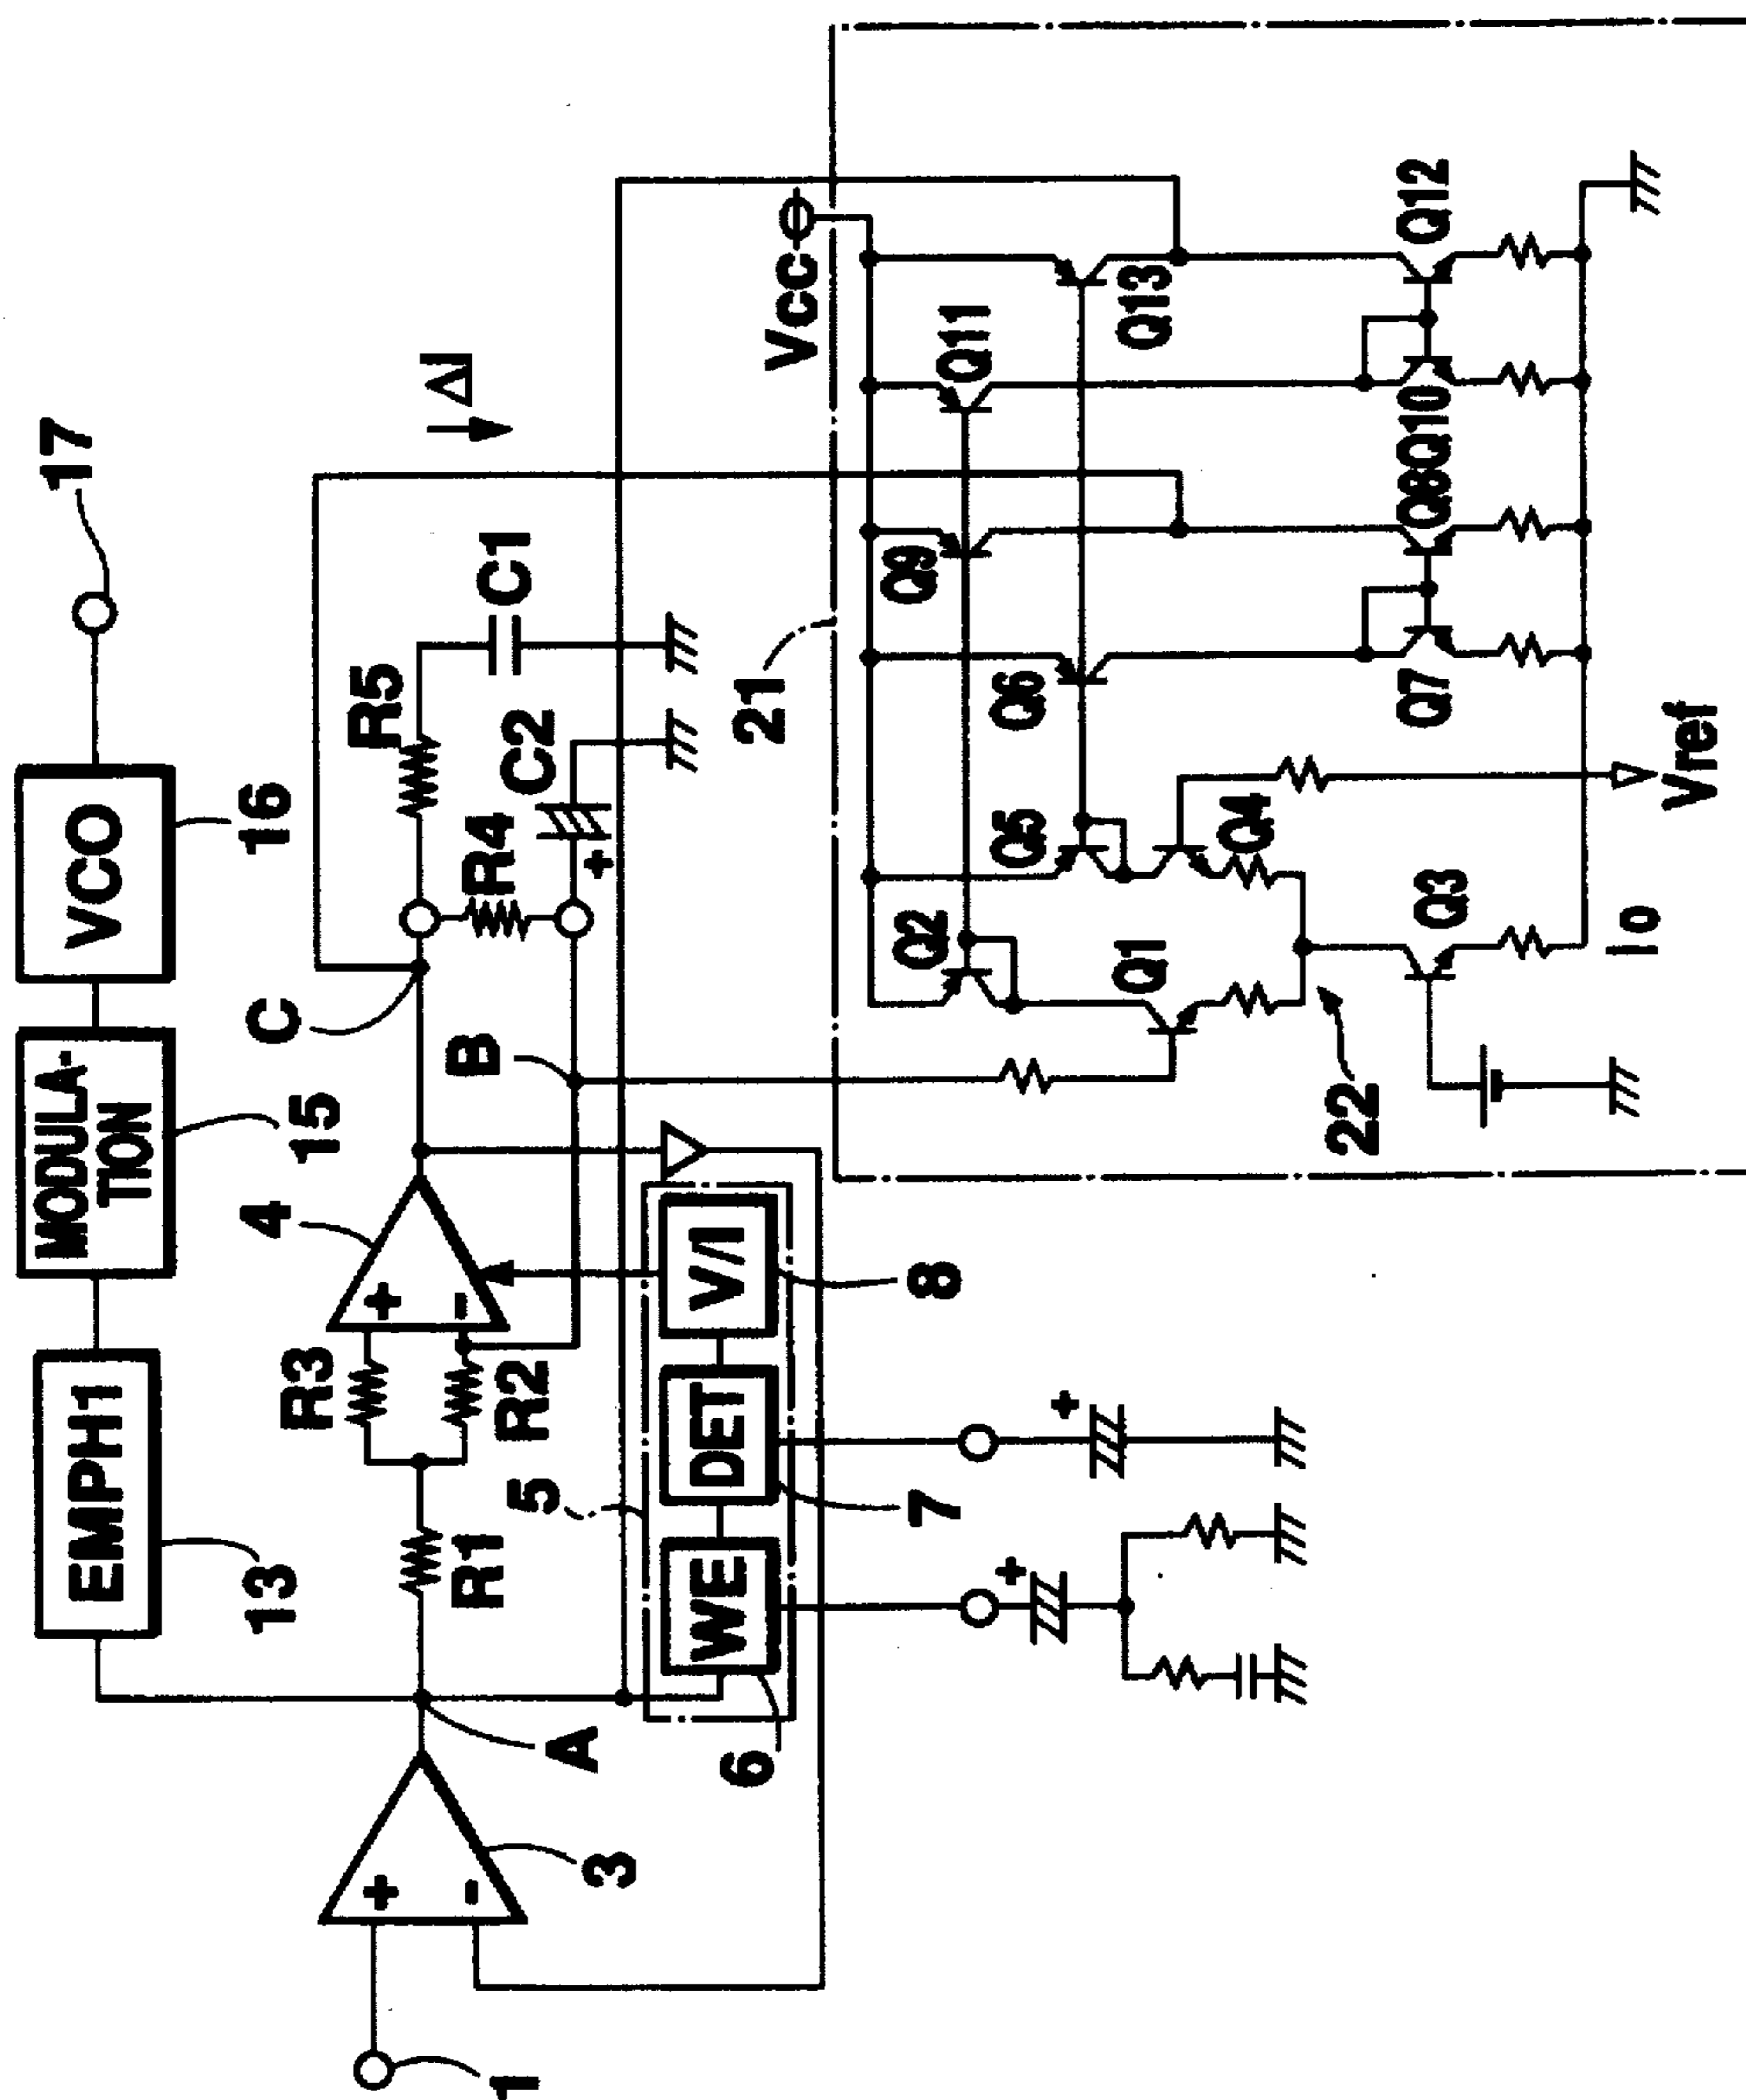 EMPH1
MODULA-
TION
VCO
17
13
15
16
R3
4
C
R5
C1
ΔI
+
-
+
-
R1
R2
B
R4
C2
+
1
3
A
5
WE
DET
V/I
6
7
8
+
+
21
Vcc
Q2
Q5
Q6
Q9
Q11
Q13
Q1
Q4
Q7
Q8
Q10
Q12
22
Q3
Io
Vref